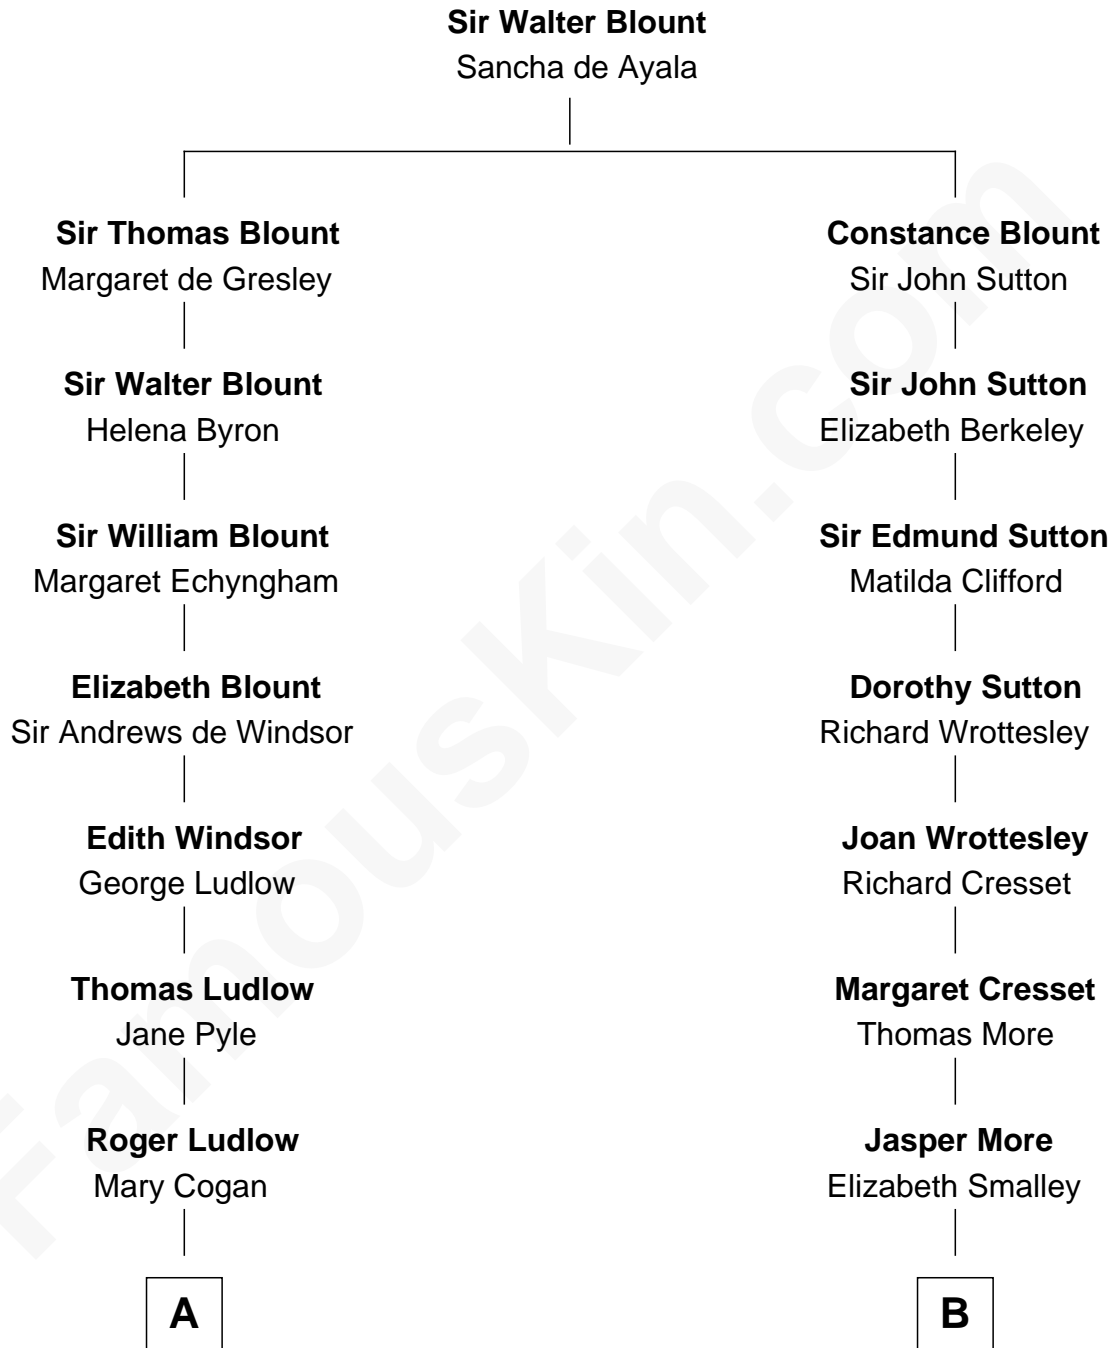 Sir Walter Blount
Sancha de Ayala
Sir Thomas Blount
Margaret de Gresley
Constance Blount
Sir John Sutton
Sir Walter Blount
Helena Byron
Sir John Sutton
Elizabeth Berkeley
Sir William Blount
Margaret Echyngham
Sir Edmund Sutton
Matilda Clifford
Elizabeth Blount
Sir Andrews de Windsor
Dorothy Sutton
Richard Wrottesley
Edith Windsor
George Ludlow
Joan Wrottesley
Richard Cresset
Thomas Ludlow
Jane Pyle
Margaret Cresset
Thomas More
Roger Ludlow
Mary Cogan
Jasper More
Elizabeth Smalley
A
B
FamousKin.com